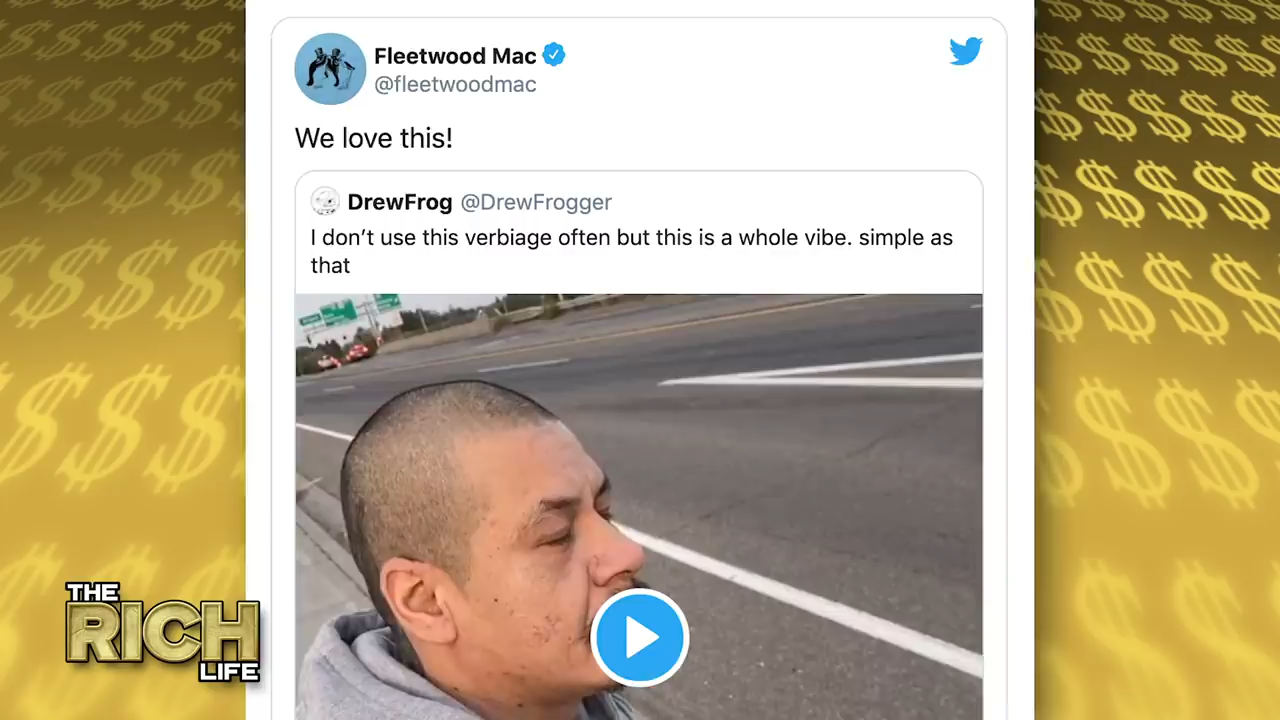 Fleetwood Mac
@fleetwoodmac
We love this!
DrewFrog @DrewFrogger
I don’t use this verbiage often but this is a whole vibe. simple as
that
THE
RICH
LIFE